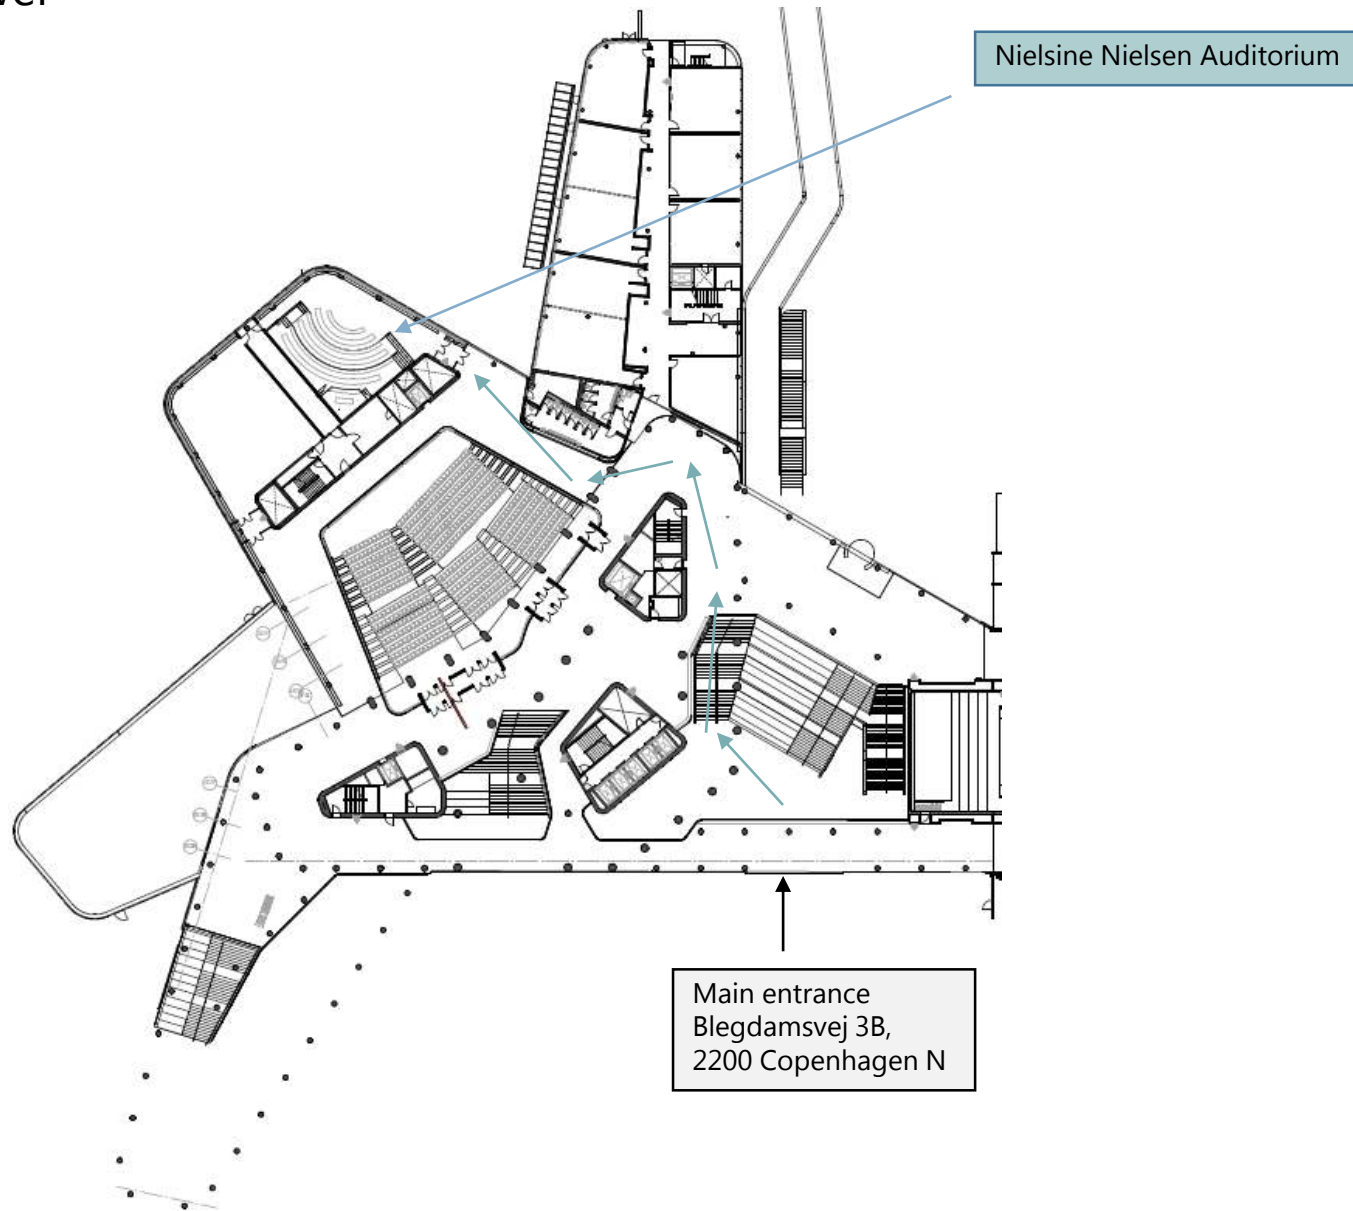 Nielsine Nielsen Auditorium
Main entrance
Blegdamsvej 3B,
2200 Copenhagen N